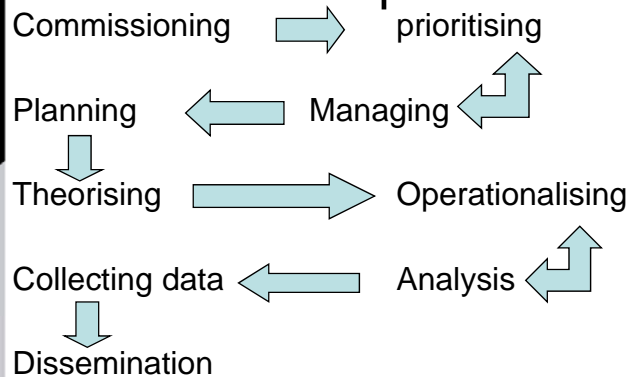 Commissioning prioritising
Planning Managing
Theorising Operationalising
Collecting data Analysis
Dissemination